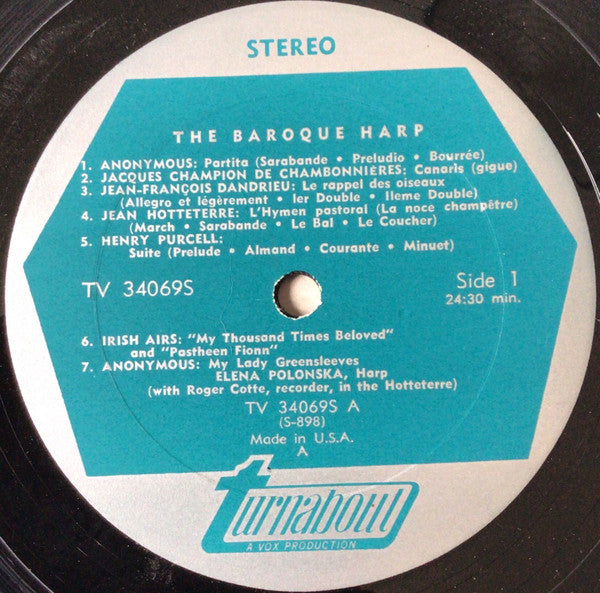 STEREO
THE BAROQUE HARP
1. ANONYMOUS: Partita (Sarabande • Preludio • Bourrée)
2. JACQUES CHAMPION DE CHAMBONNIÈRES: Canaris (gigue)
3. JEAN-FRANÇOIS DANDRIEU: Le rappel des oiseaux
(Allegro et légèrement • Ier Double • IIeme Double)
4. JEAN HOTTETERRE: L'Hymen pastoral (La noce champêtre)
(March • Sarabande • Le Bal • Le Coucher)
5. HENRY PURCELL:
Suite (Prelude • Almand • Courante • Minuet)
TV 34069S Side 1
24:30 min.
6. IRISH AIRS: "My Thousand Times Beloved"
and "Pastheen Fionn"
7. ANONYMOUS: My Lady Greensleeves
ELENA POLONSKA, Harp
(with Roger Cotte, recorder, in the Hotteterre)
TV 34069S A
(S-898)
Made in U.S.A.
A
turnabout
A VOX PRODUCTION